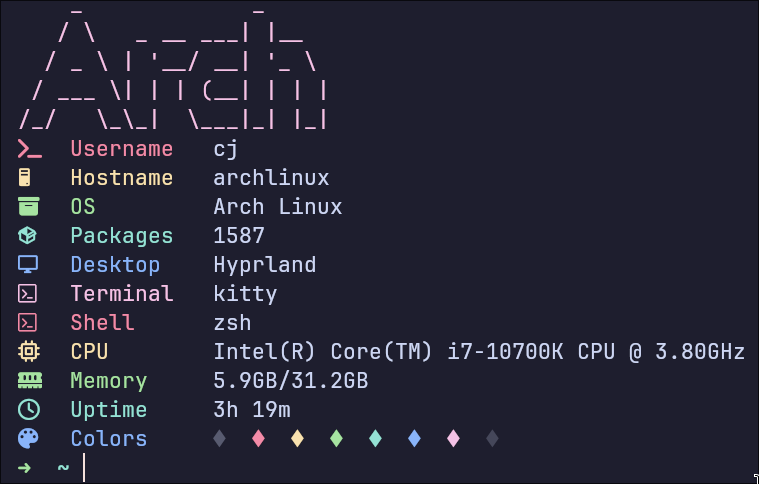 Arch
Username cj
Hostname archlinux
OS Arch Linux
Packages 1587
Desktop Hyprland
Terminal kitty
Shell zsh
CPU Intel(R) Core(TM) i7-10700K CPU @ 3.80GHz
Memory 5.9GB/31.2GB
Uptime 3h 19m
Colors
➜ ~